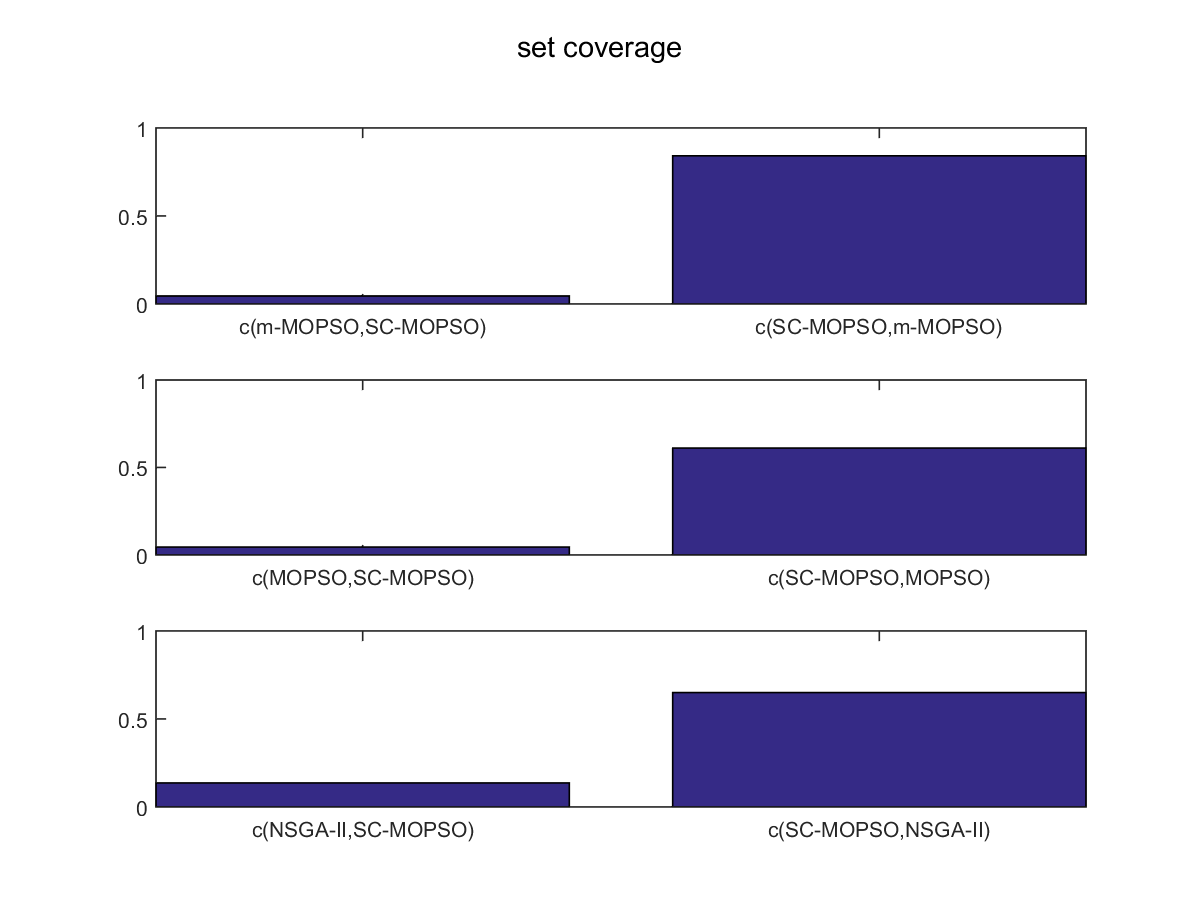 set coverage
1
0.5
0
c(m-MOPSO,SC-MOPSO) c(SC-MOPSO,m-MOPSO)
1
0.5
0
c(MOPSO,SC-MOPSO) c(SC-MOPSO,MOPSO)
1
0.5
0
c(NSGA-II,SC-MOPSO) c(SC-MOPSO,NSGA-II)